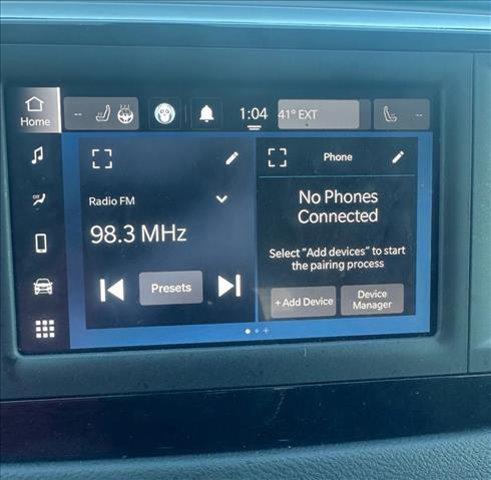 Home
--
1:04
41° EXT
--
Radio FM
98.3 MHz
Presets
Phone
No Phones
Connected
Select “Add devices” to start
the pairing process
+ Add Device
Device
Manager
OFF